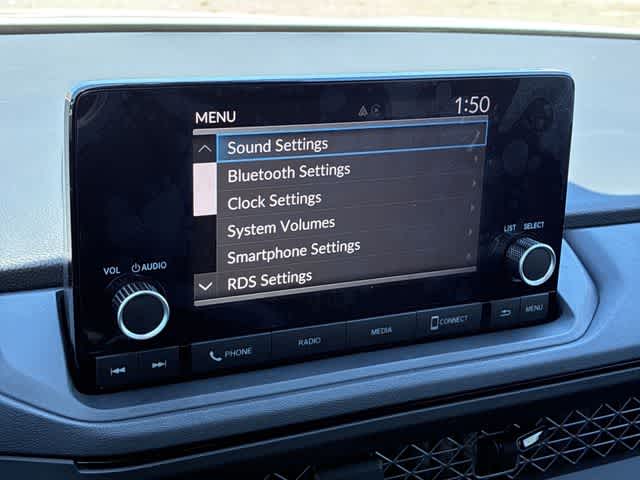 MENU 1:50
Sound Settings
Bluetooth Settings
Clock Settings
System Volumes
Smartphone Settings
RDS Settings
VOL AUDIO
LIST SELECT
PHONE RADIO MEDIA CONNECT MENU